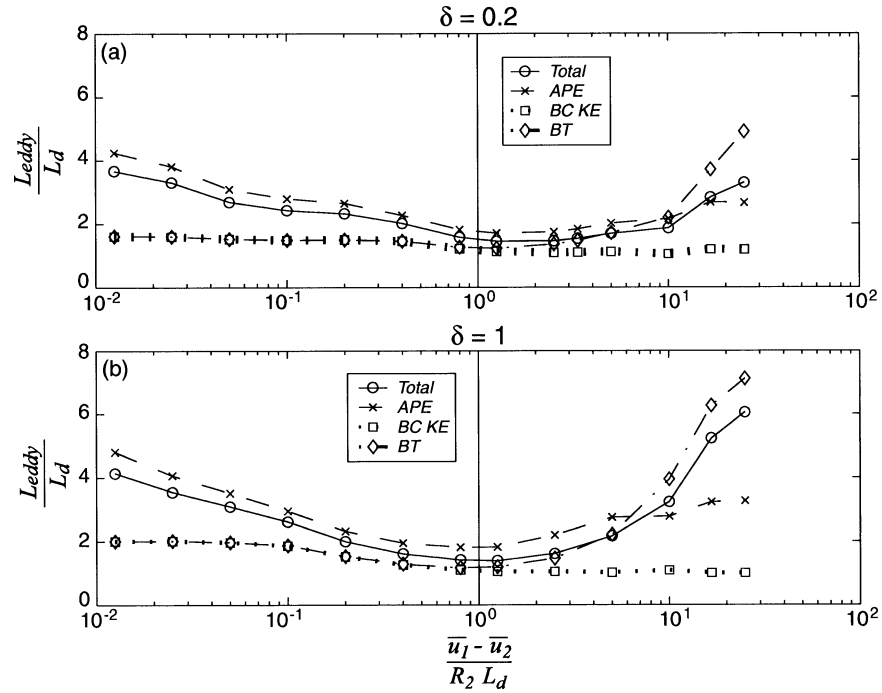 δ = 0.2
(a)
8
6
4
2
0
Leddy
Ld
Total
APE
BC KE
BT
10-2
10-1
100
101
102
δ = 1
(b)
8
6
4
2
0
Leddy
Ld
Total
APE
BC KE
BT
10-2
10-1
100
101
102
u1 - u2
R2 Ld